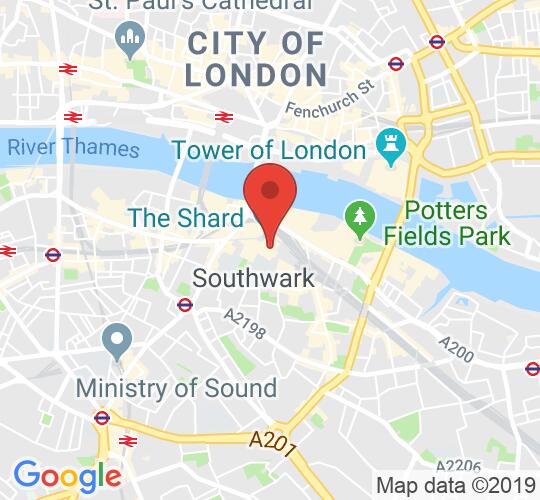 St. Paul's Cathedral
CITY OF
LONDON
Fenchurch St
River Thames
Tower of London
The Shard
Potters
Fields Park
Southwark
A2198
A200
Ministry of Sound
A201
A2206
Google
Map data ©2019